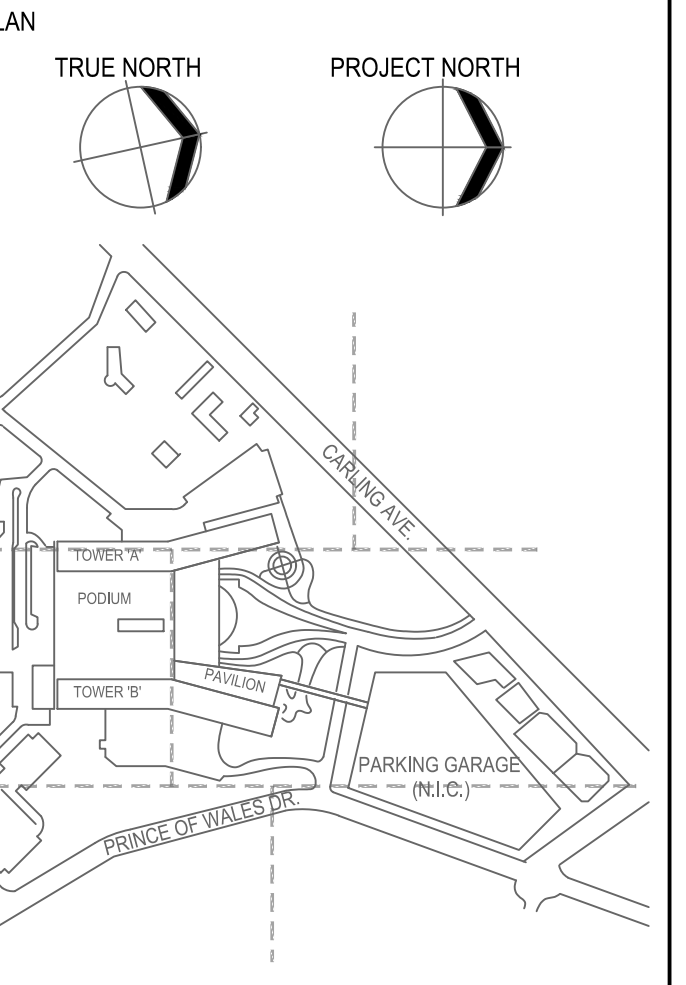 LAN
TRUE NORTH
PROJECT NORTH
CARLING AVE.
TOWER 'A'
PODIUM
PAVILION
TOWER 'B'
PARKING GARAGE
(N.I.C.)
PRINCE OF WALES DR.